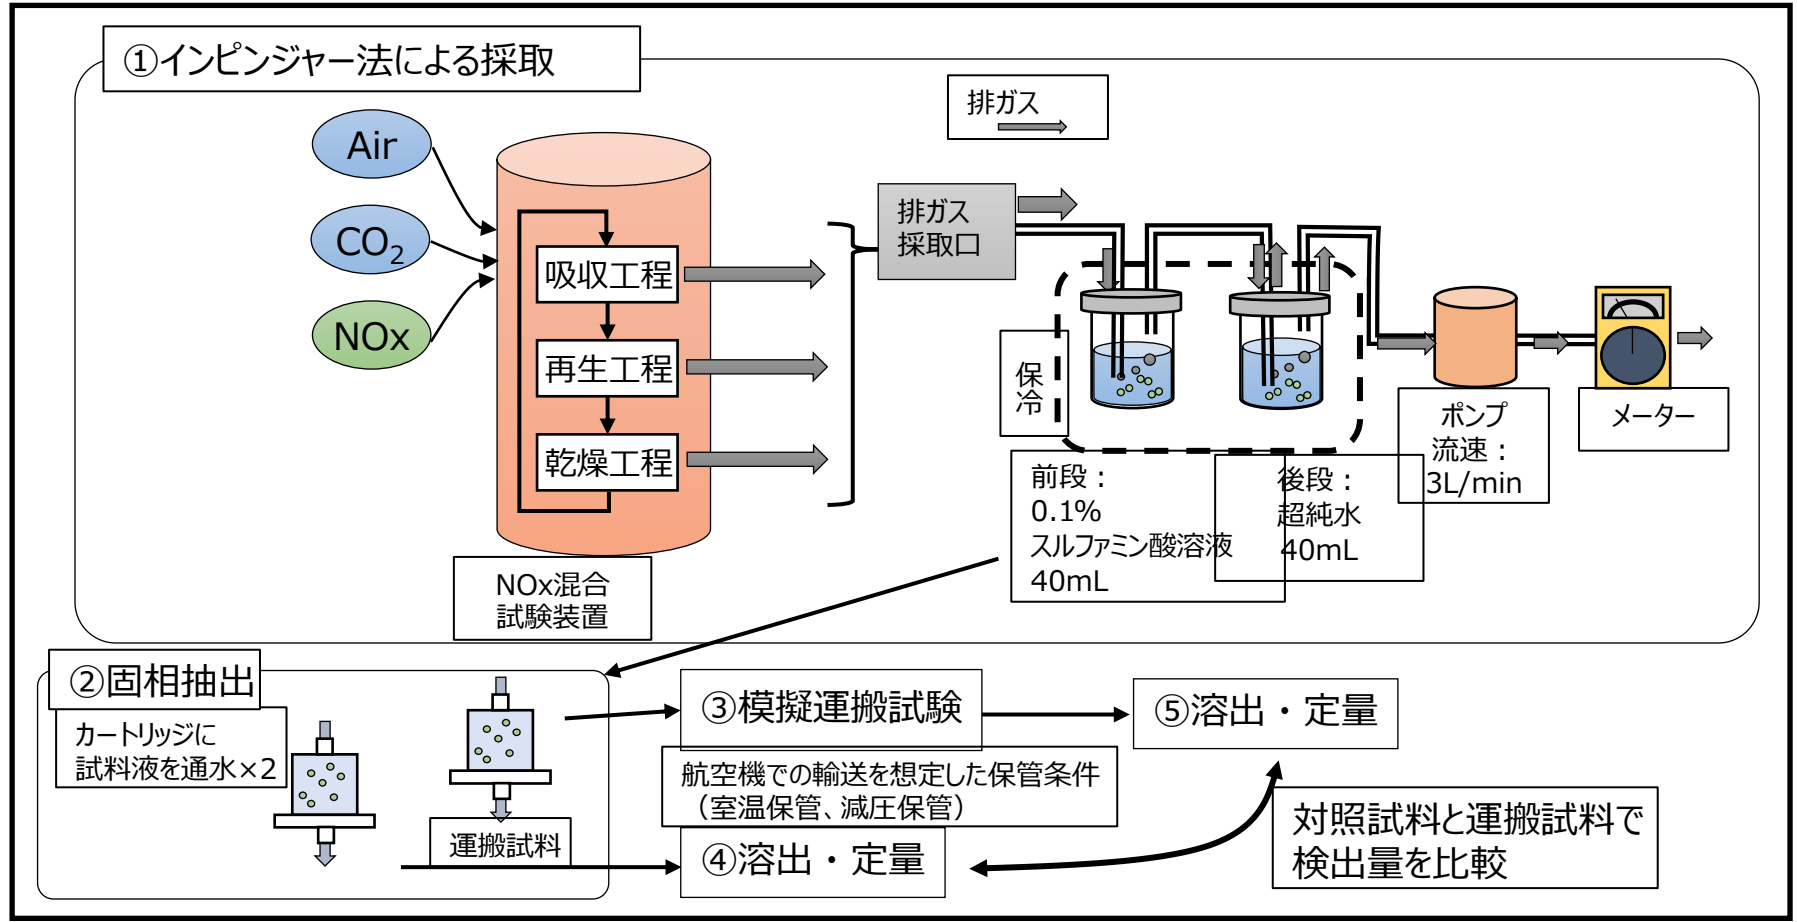 ①インピンジャー法による採取
排ガス
Air
CO₂
NOx
吸収工程
再生工程
乾燥工程
NOx混合
試験装置
排ガス
採取口
保
冷
前段：
0.1%
スルファミン酸溶液
40mL
後段：
超純水
40mL
ポンプ
流速：
3L/min
メーター
②固相抽出
カートリッジに
試料液を通水×2
運搬試料
③模擬運搬試験
航空機での輸送を想定した保管条件
（室温保管、減圧保管）
④溶出・定量
⑤溶出・定量
対照試料と運搬試料で
検出量を比較